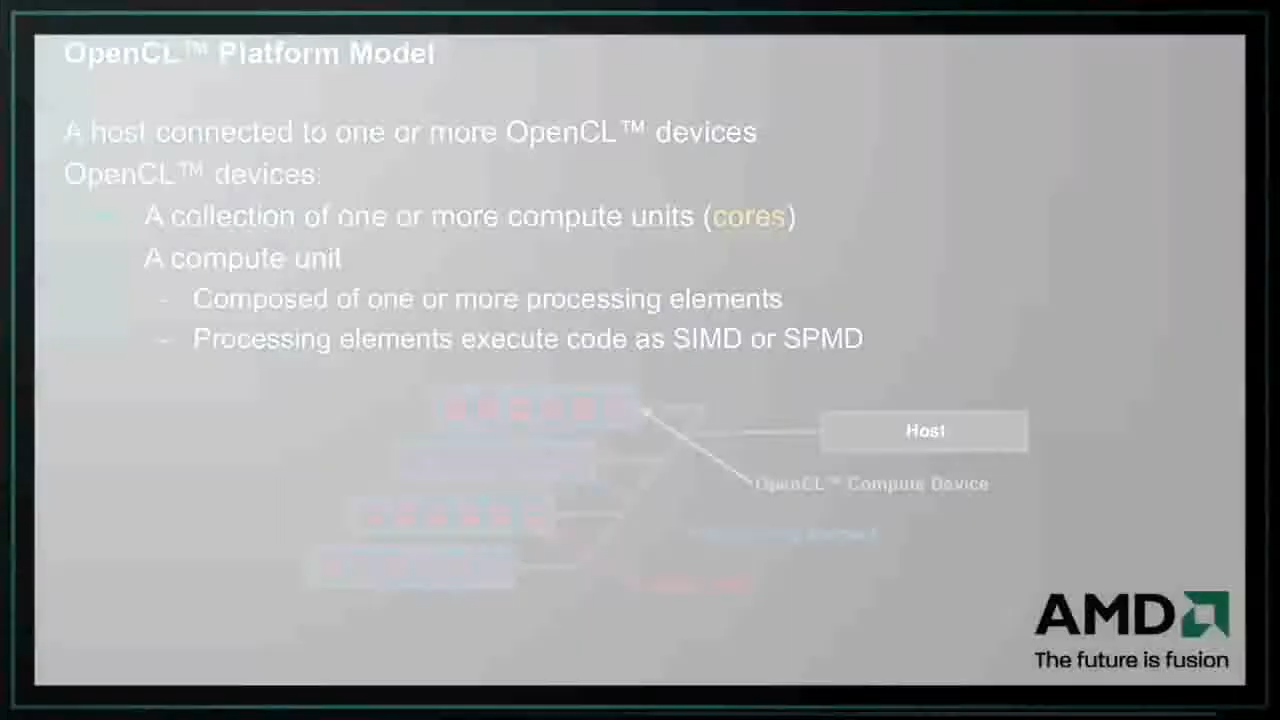 OpenCL™ Platform Model
A host connected to one or more OpenCL™ devices
OpenCL™ devices:
A collection of one or more compute units (cores)
A compute unit
- Composed of one or more processing elements
- Processing elements execute code as SIMD or SPMD
Host
OpenCL™ Compute Device
AMD
The future is fusion